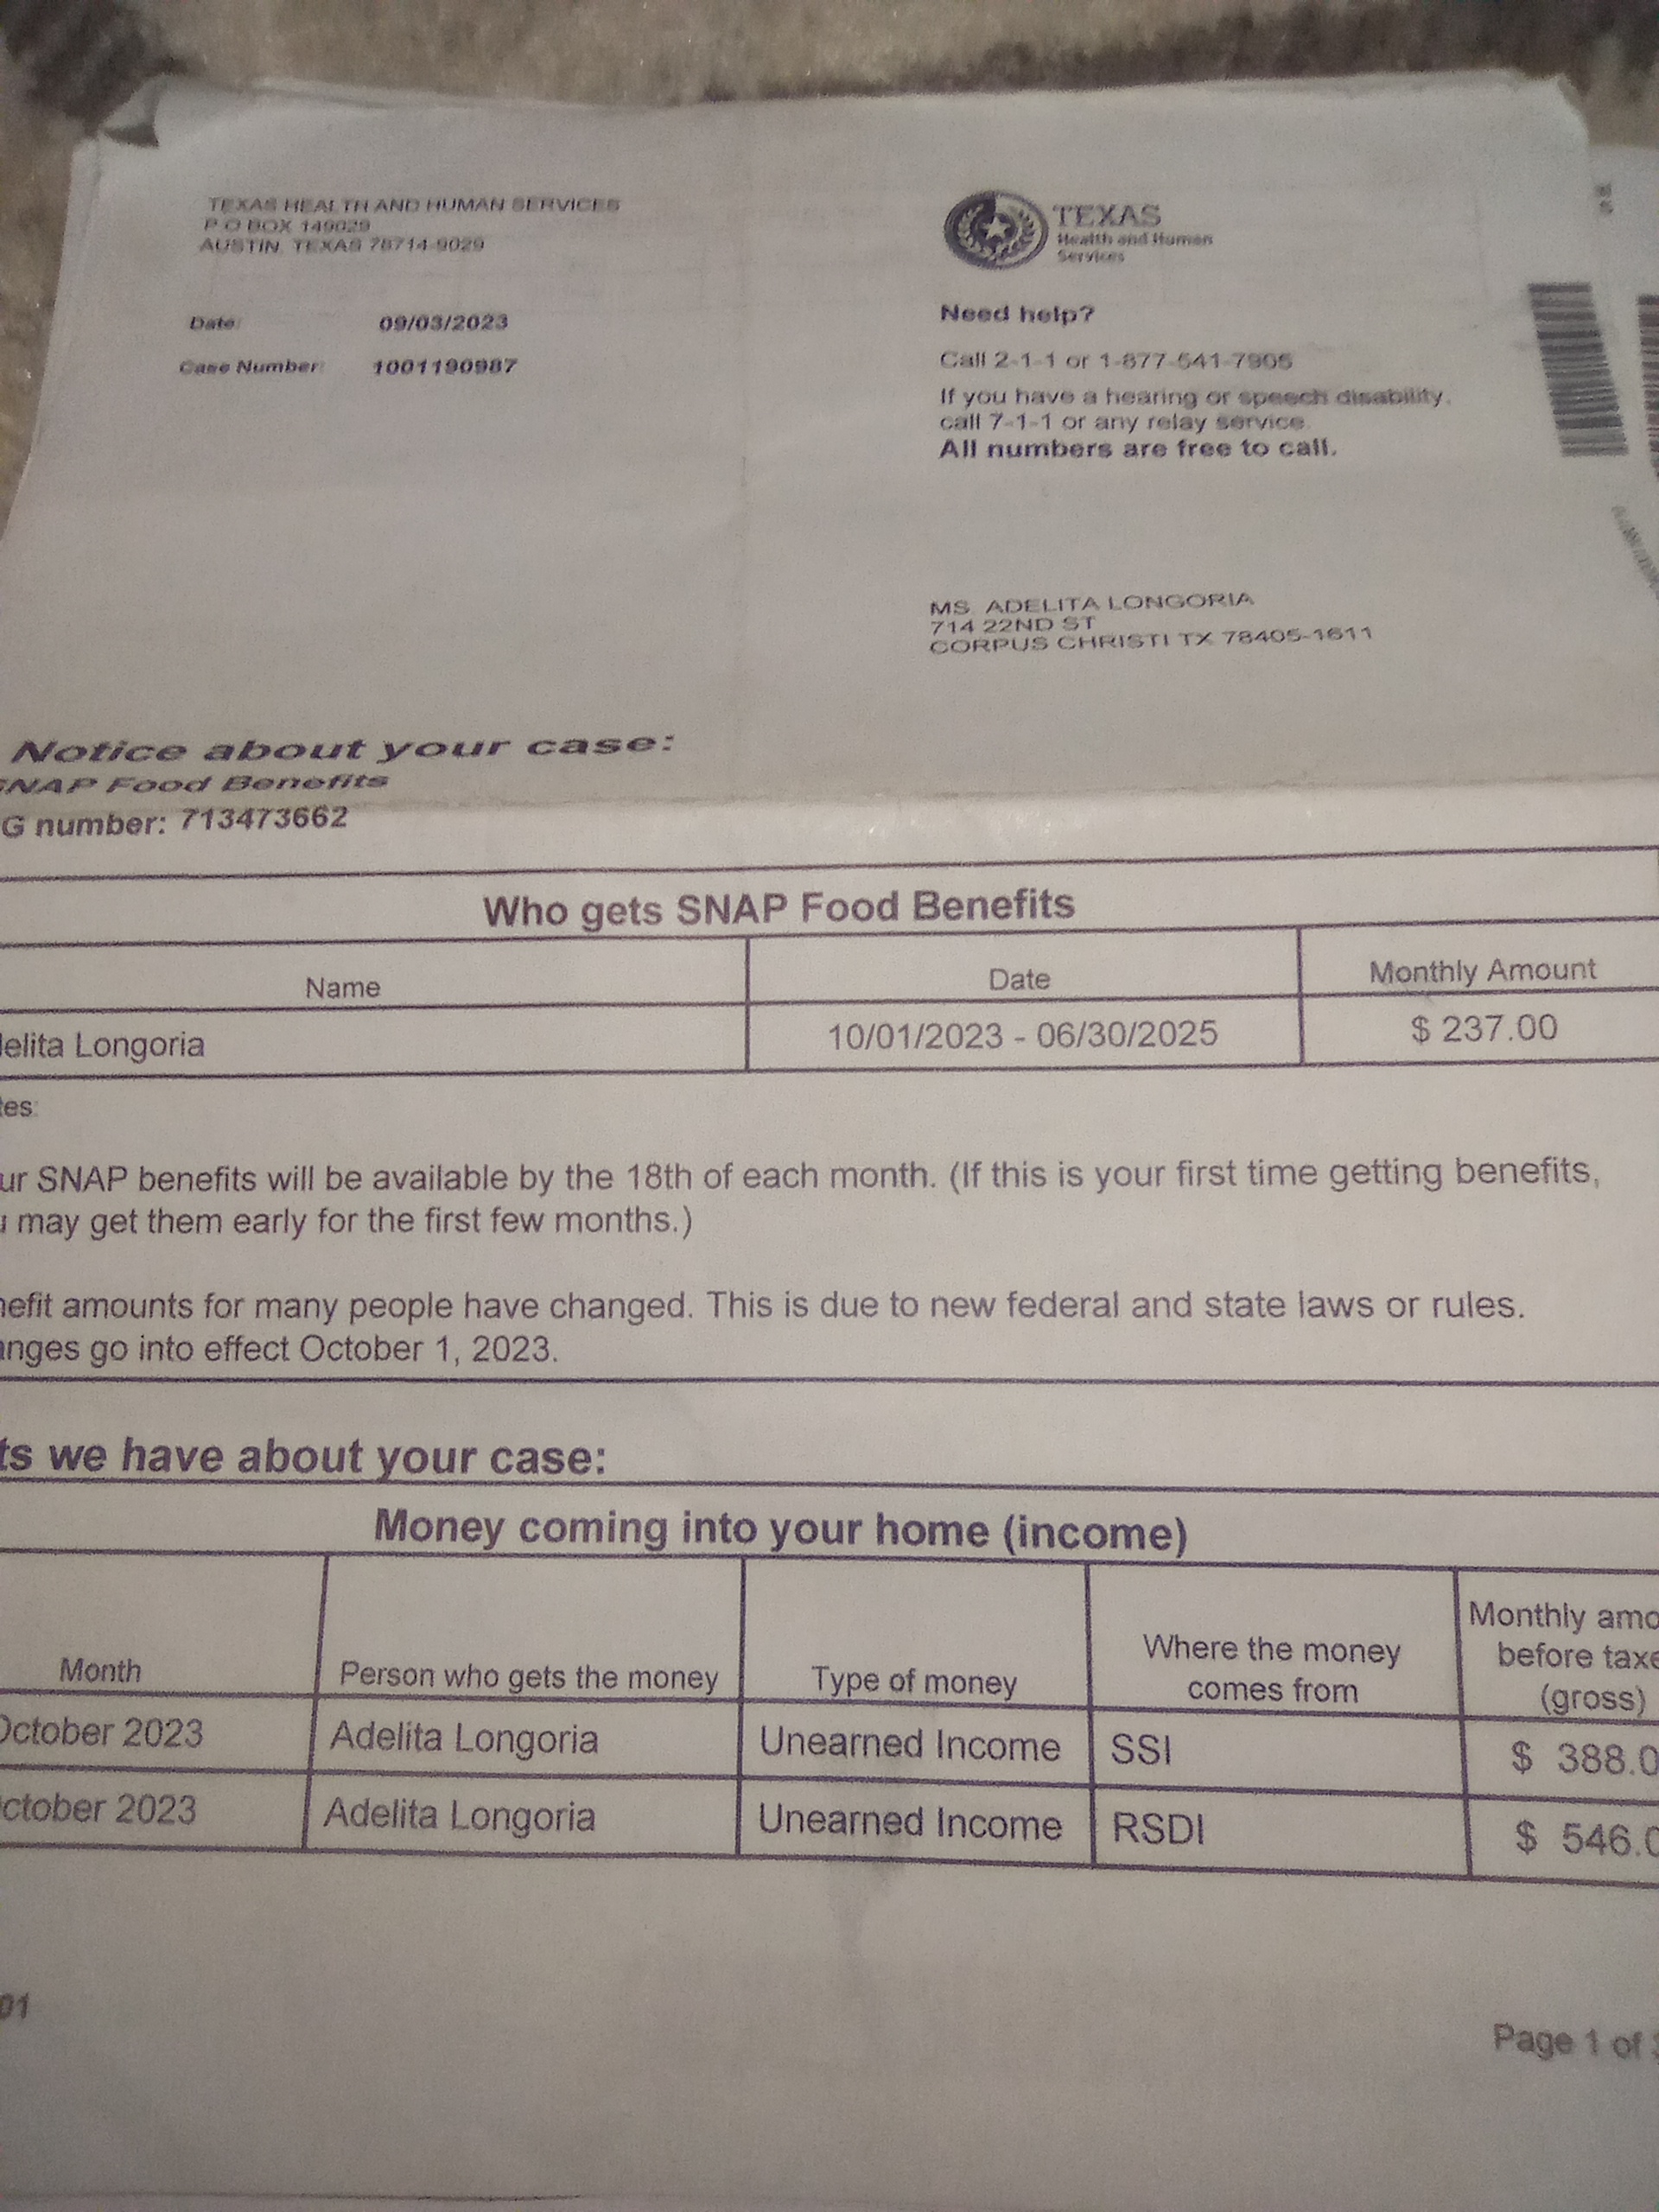 TEXAS HEALTH AND HUMAN SERVICES
P O BOX 149029
AUSTIN, TEXAS 78714-9029
Date: 09/03/2023
Case Number: 1001190987
TEXAS
Health and Human
Services
Need help?
Call 2-1-1 or 1-877-541-7905
If you have a hearing or speech disability,
call 7-1-1 or any relay service.
All numbers are free to call.
MS. ADELITA LONGORIA
714 22ND ST
CORPUS CHRISTI TX 78405-1611
Notice about your case:
SNAP Food Benefits
G number: 713473662
Who gets SNAP Food Benefits
Name Date Monthly Amount
elita Longoria 10/01/2023 - 06/30/2025 $ 237.00
tes:
ur SNAP benefits will be available by the 18th of each month. (If this is your first time getting benefits,
u may get them early for the first few months.)
nefit amounts for many people have changed. This is due to new federal and state laws or rules.
anges go into effect October 1, 2023.
ts we have about your case:
Money coming into your home (income)
Month Person who gets the money Type of money Where the money comes from Monthly amo before taxe (gross)
October 2023 Adelita Longoria Unearned Income SSI $ 388.0
ctober 2023 Adelita Longoria Unearned Income RSDI $ 546.0
01
Page 1 of